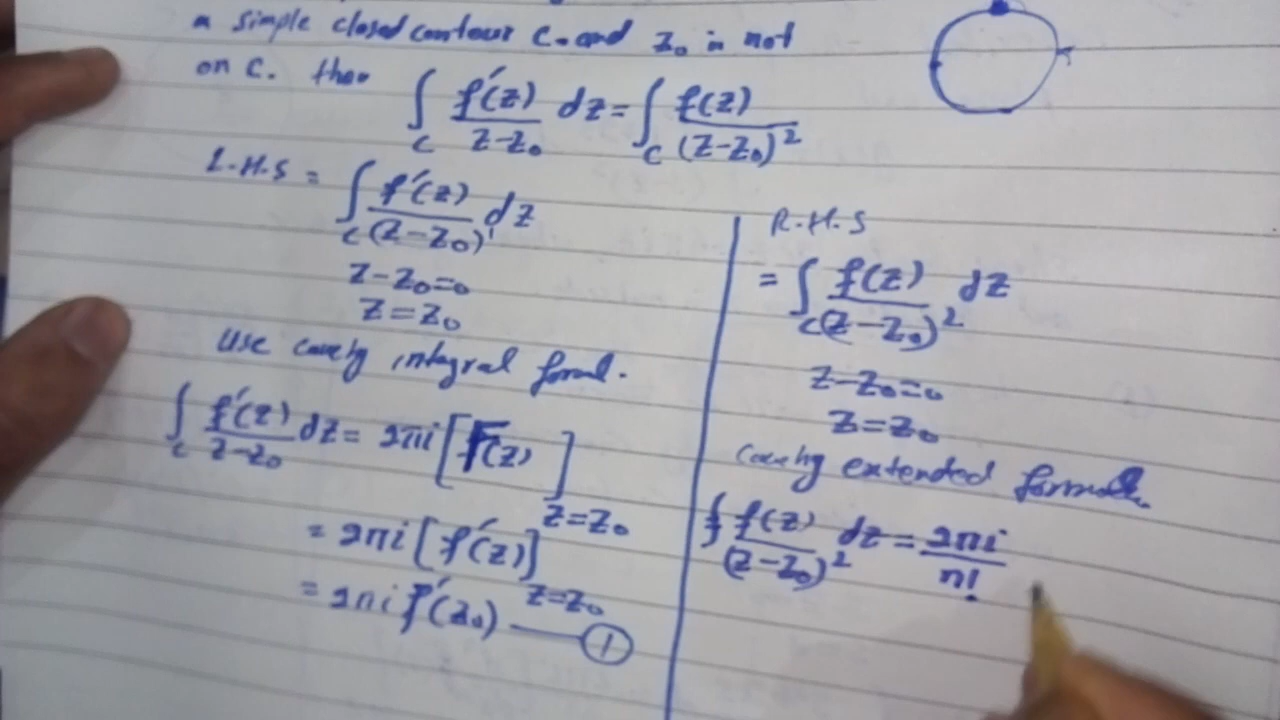 a simple closed contour C. and z₀ is not
on C. then
∫_C f'(z)/(z-z₀) dz = ∫_C f(z)/(z-z₀)²
L.H.S = ∫_C f'(z)/(z-z₀)¹ dz
z-z₀=0
z=z₀
use cauchy integral forml.
∫_C f'(z)/(z-z₀) dz = 2πi [F(z)]_{z=z₀}
= 2πi [f'(z)]_{z=z₀}
= 2πi f'(z₀) — ①
R.H.S
= ∫_C f(z)/(z-z₀)² dz
z-z₀=0
z=z₀
Cauchy extended formula
∮ f(z)/(z-z₀)² dz = 2πi/n!